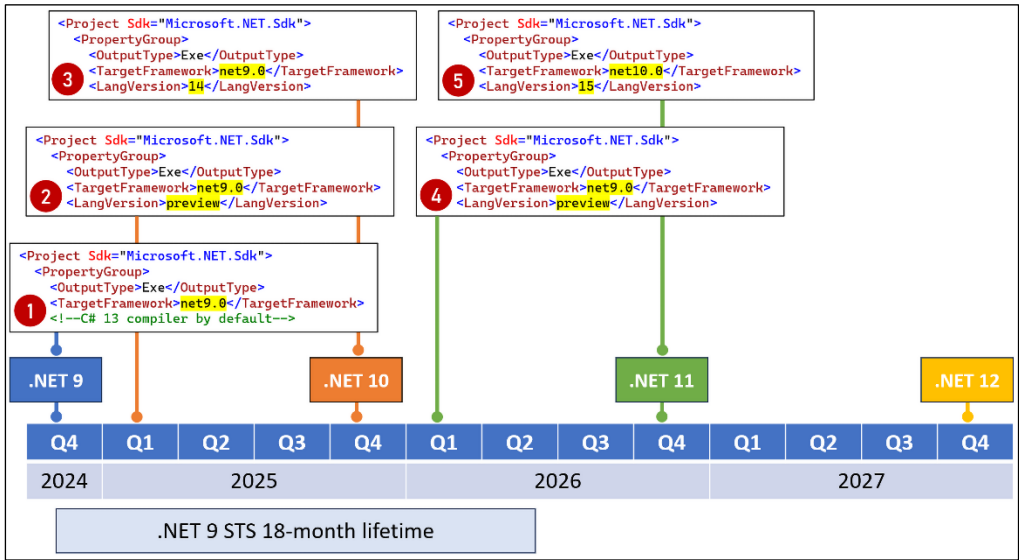 <Project Sdk="Microsoft.NET.Sdk">
<PropertyGroup>
<OutputType>Exe</OutputType>
3
<TargetFramework>net9.0</TargetFramework>
<LangVersion>14</LangVersion>
<Project Sdk="Microsoft.NET.Sdk">
<PropertyGroup>
<OutputType>Exe</OutputType>
5
<TargetFramework>net10.0</TargetFramework>
<LangVersion>15</LangVersion>
<Project Sdk="Microsoft.NET.Sdk">
<PropertyGroup>
<OutputType>Exe</OutputType>
2
<TargetFramework>net9.0</TargetFramework>
<LangVersion>preview</LangVersion>
<Project Sdk="Microsoft.NET.Sdk">
<PropertyGroup>
<OutputType>Exe</OutputType>
4
<TargetFramework>net9.0</TargetFramework>
<LangVersion>preview</LangVersion>
<Project Sdk="Microsoft.NET.Sdk">
<PropertyGroup>
<OutputType>Exe</OutputType>
1
<TargetFramework>net9.0</TargetFramework>
<!--C# 13 compiler by default-->
.NET 9
.NET 10
.NET 11
.NET 12
Q4 Q1 Q2 Q3 Q4 Q1 Q2 Q3 Q4 Q1 Q2 Q3 Q4
2024 2025 2026 2027
.NET 9 STS 18-month lifetime